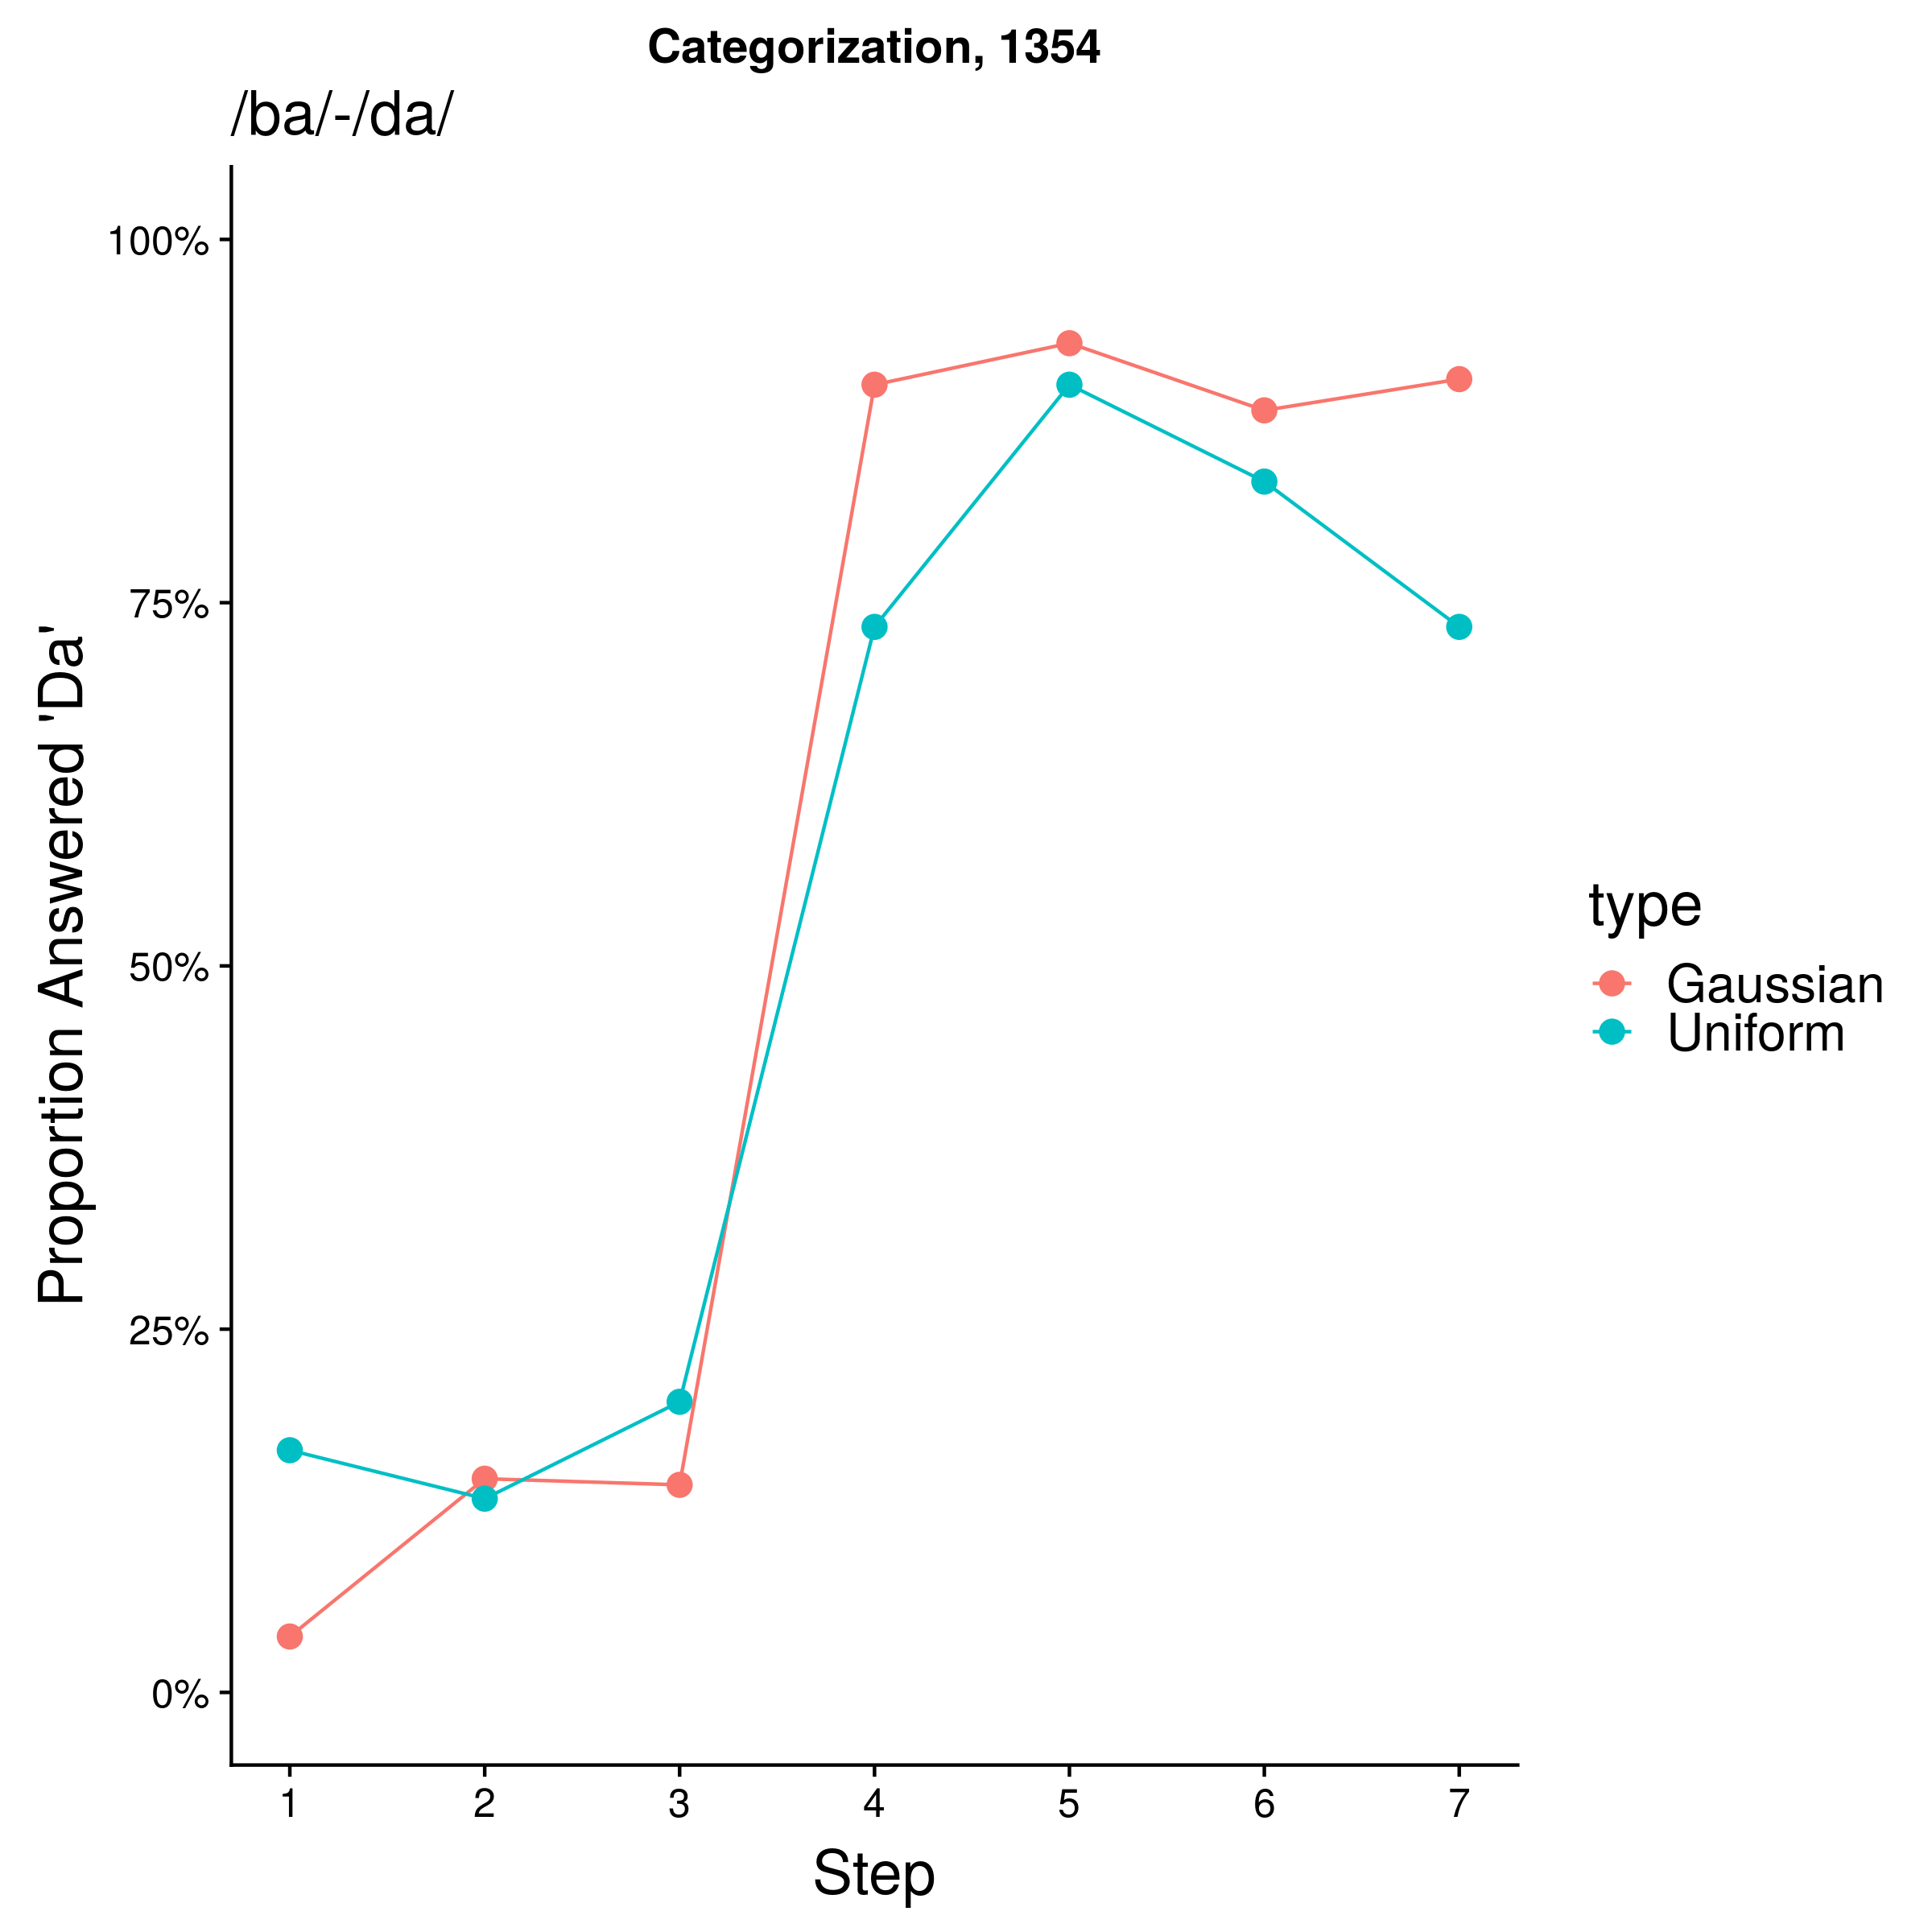 Categorization, 1354
/ba/-/da/
Proportion Answered 'Da'
100%
75%
50%
25%
0%
1 2 3 4 5 6 7
Step
type
Gaussian
Uniform